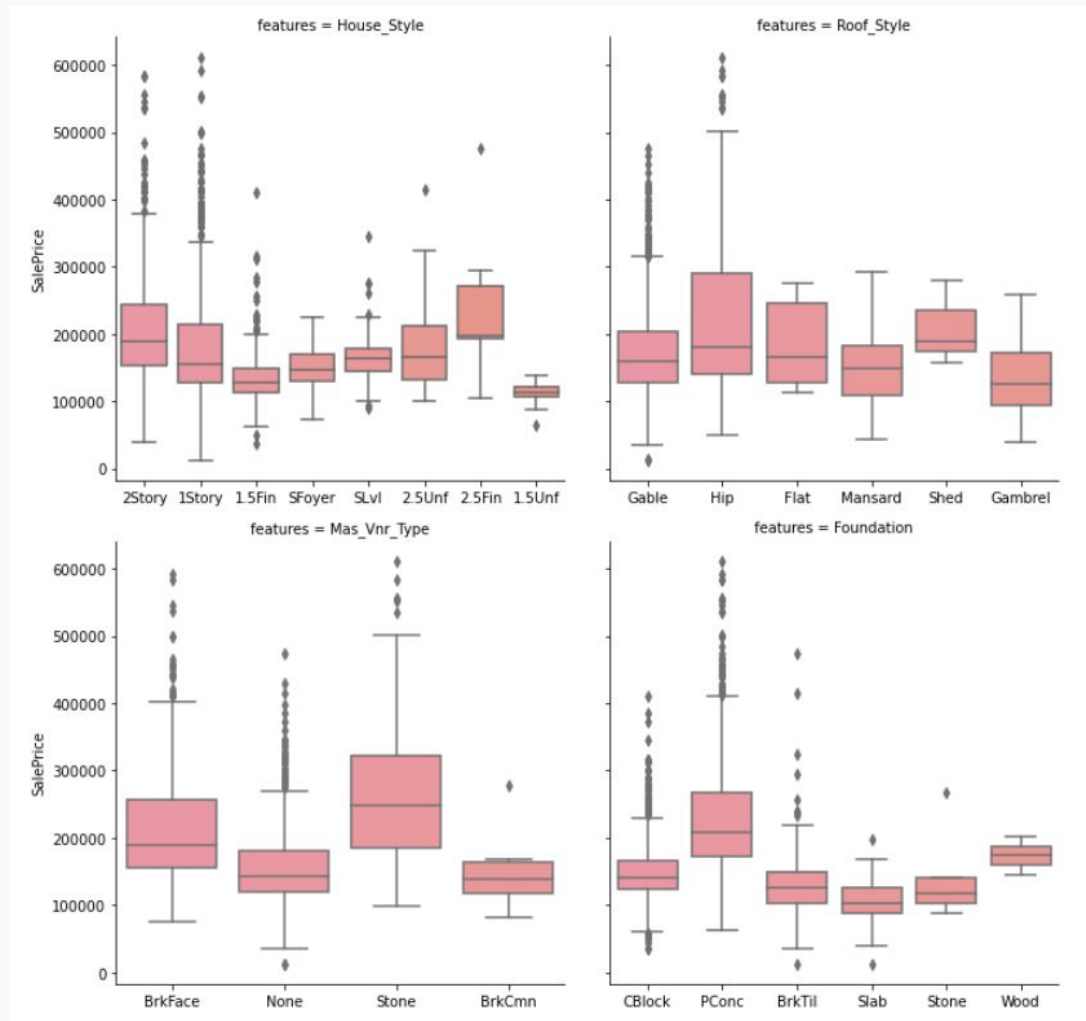 features = House_Style
features = Roof_Style
SalePrice
600000
500000
400000
300000
200000
100000
0
2Story 1Story 1.5Fin SFoyer SLvl 2.5Unf 2.5Fin 1.5Unf
Gable Hip Flat Mansard Shed Gambrel
features = Mas_Vnr_Type
features = Foundation
SalePrice
600000
500000
400000
300000
200000
100000
0
BrkFace None Stone BrkCmn
CBlock PConc BrkTil Slab Stone Wood